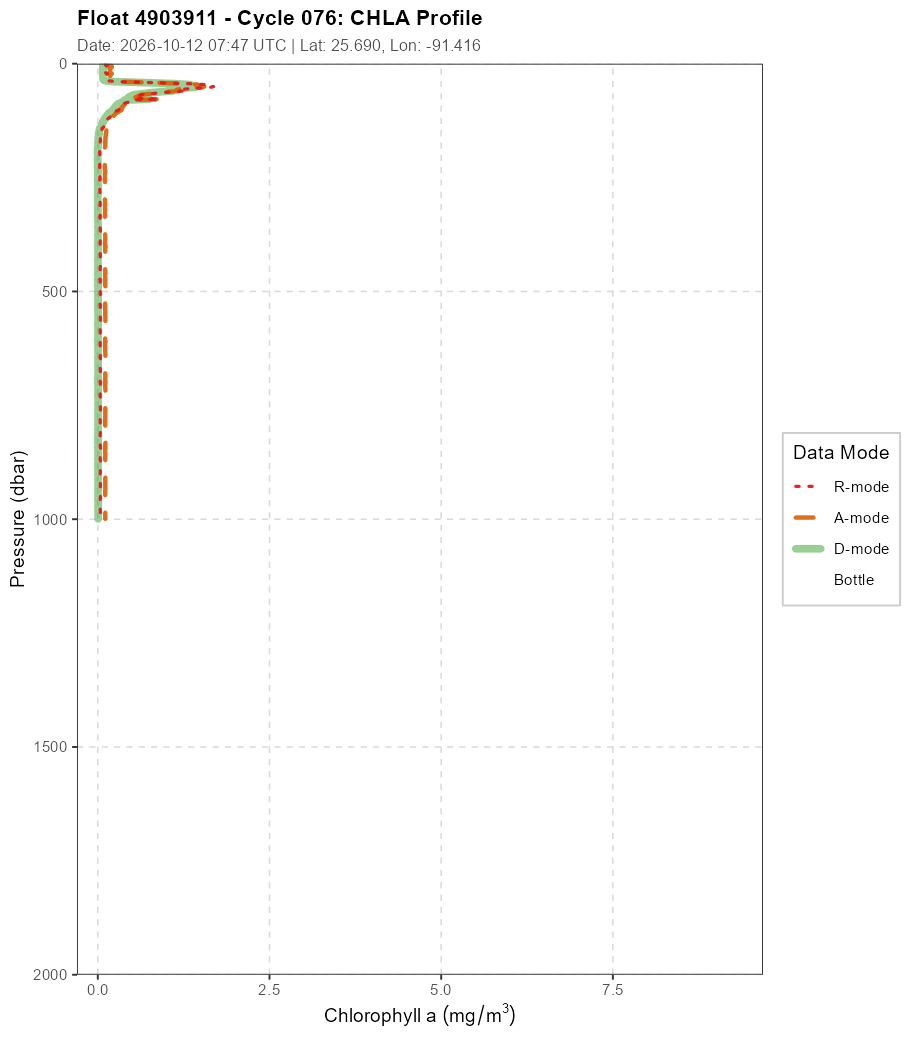 Float 4903911 - Cycle 076: CHLA Profile
Date: 2026-10-12 07:47 UTC | Lat: 25.690, Lon: -91.416
0
500
1000
1500
2000
Pressure (dbar)
0.0 2.5 5.0 7.5
Chlorophyll a (mg/m³)
Data Mode
R-mode
A-mode
D-mode
Bottle